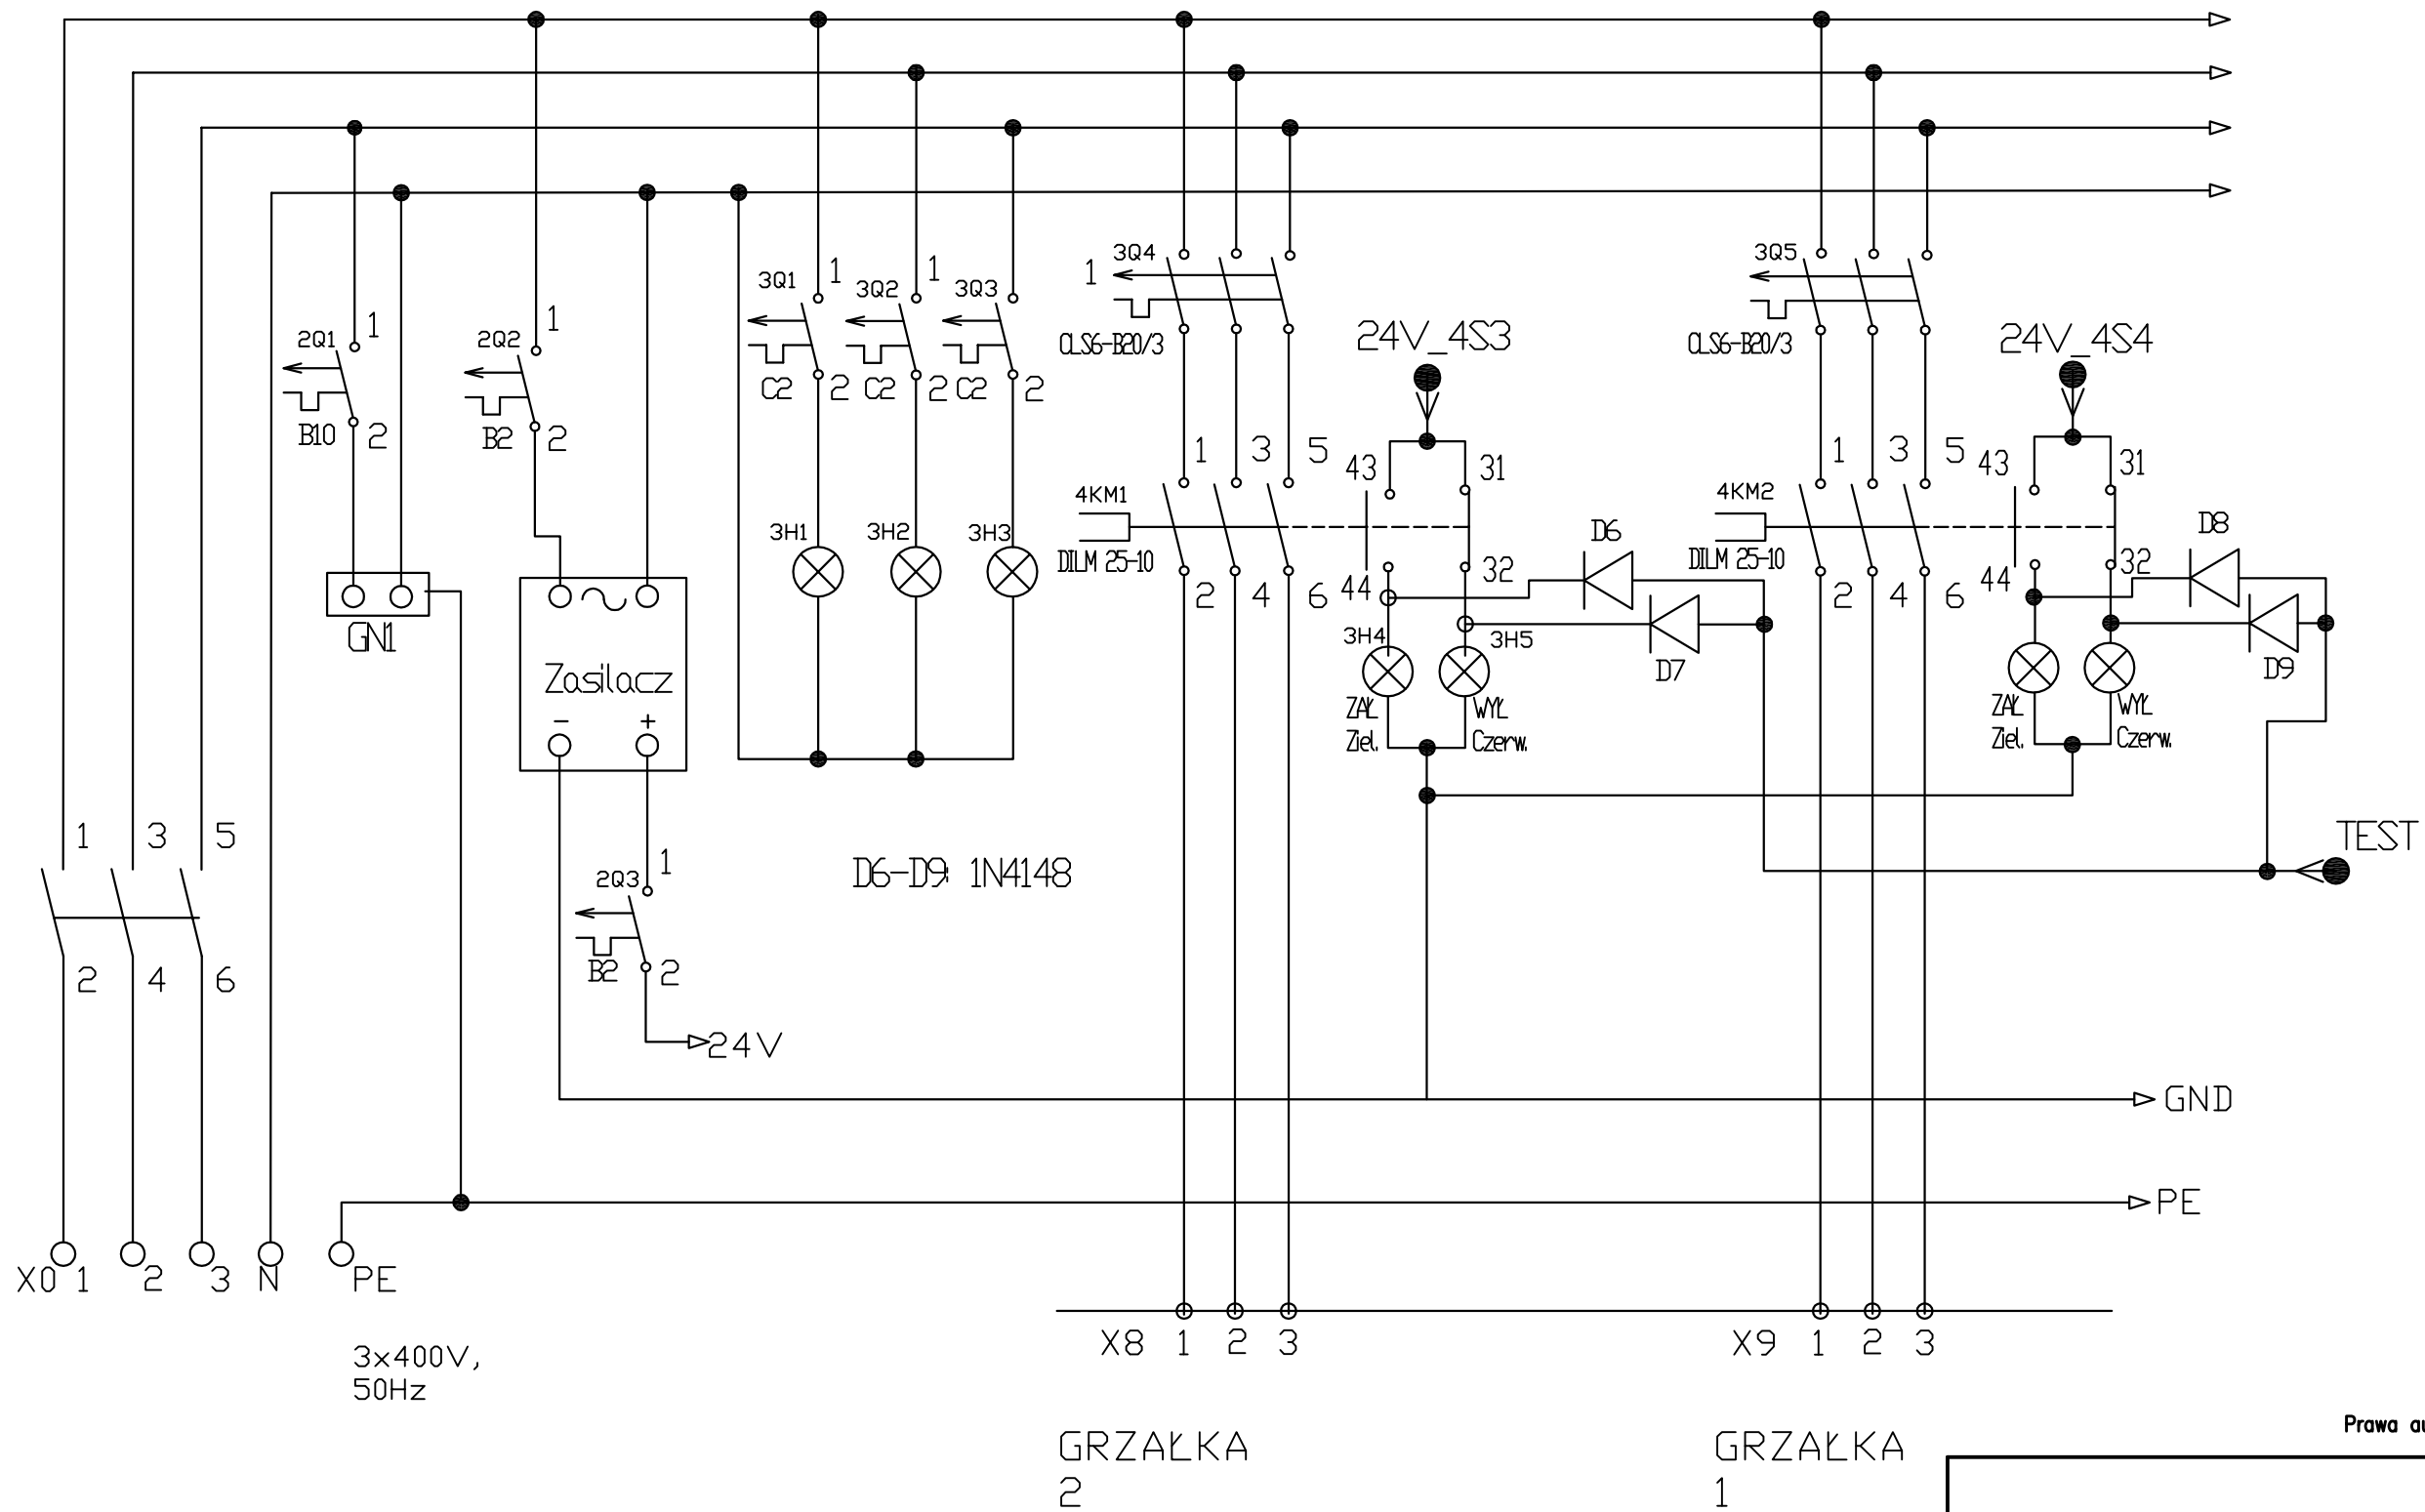 3Q4
3Q5
1
3Q1
1
3Q2
1
3Q3
1
2Q1
1
2Q2
1
CLS6-B20/3
24V_4S3
CLS6-B20/3
24V_4S4
C2
2
C2
2
C2
2
B10
2
B2
2
1
3
5
43
31
1
3
5
43
31
4KM1
4KM2
3H1
3H2
3H3
D6
D8
DILM 25-10
DILM 25-10
2
4
6
44
32
2
4
6
44
32
GN1
3H4
3H5
D7
D9
Zasilacz
- +
ZAŁ
Ziel.
WYŁ
Czerw.
ZAŁ
Ziel.
WYŁ
Czerw.
1
3
5
TEST
2Q3
1
D6-D9: 1N4148
2
4
6
B2
2
24V
GND
PE
X0 1
2
3
N
PE
X8 1 2 3
X9 1 2 3
3x400V,
50Hz
GRZAŁKA
2
GRZAŁKA
1
Prawa